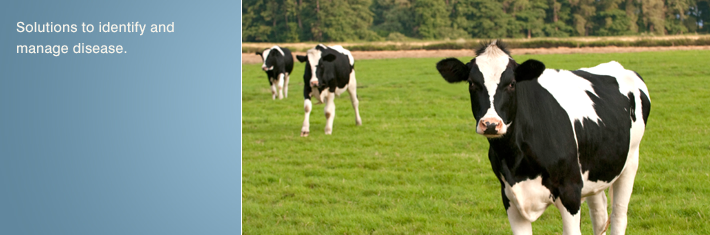 Solutions to identify and
manage disease.